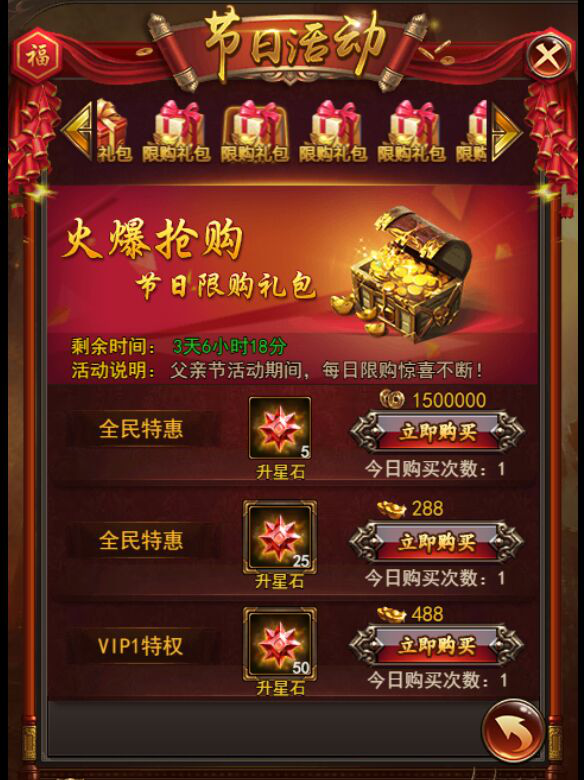 节日活动
福
礼包 限购礼包 限购礼包 限购礼包 限购礼包 限购
火爆抢购
节日限购礼包
剩余时间： 3天6小时18分
活动说明： 父亲节活动期间，每日限购惊喜不断！
1500000
全民特惠 5 立即购买
升星石 今日购买次数：1
288
全民特惠 25 立即购买
升星石 今日购买次数：1
488
VIP1特权 50 立即购买
升星石 今日购买次数：1